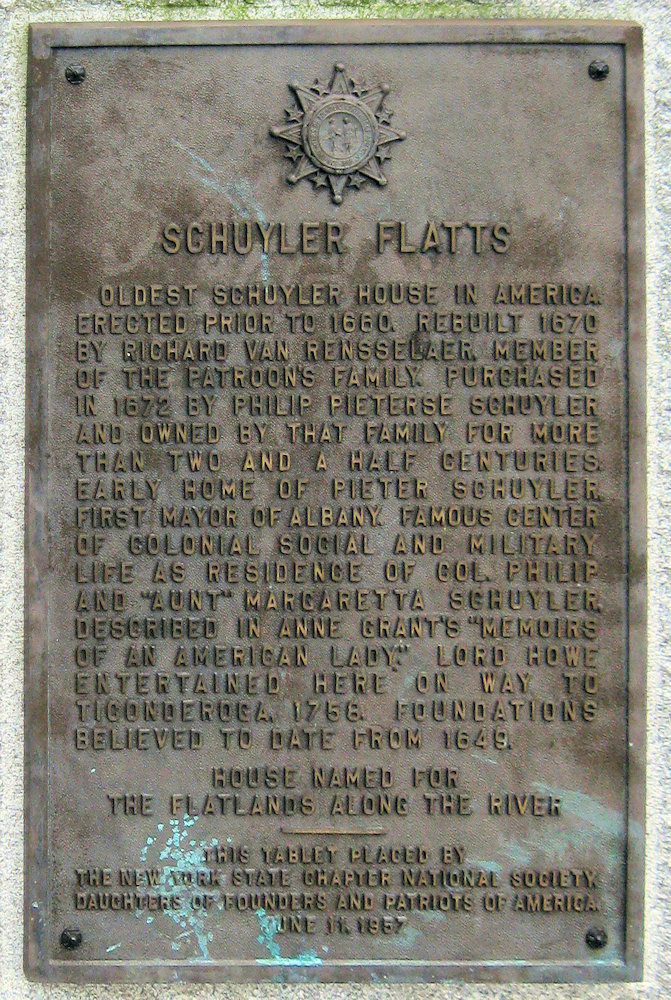 SCHUYLER FLATTS
OLDEST SCHUYLER HOUSE IN AMERICA.
ERECTED PRIOR TO 1660. REBUILT 1670
BY RICHARD VAN RENSSELAER. MEMBER
OF THE PATROON'S FAMILY. PURCHASED
IN 1672 BY PHILIP PIETERSE SCHUYLER
AND OWNED BY THAT FAMILY FOR MORE
THAN TWO AND A HALF CENTURIES.
EARLY HOME OF PIETER SCHUYLER.
FIRST MAYOR OF ALBANY. FAMOUS CENTER
OF COLONIAL SOCIAL AND MILITARY
LIFE AS RESIDENCE OF COL. PHILIP
AND "AUNT" MARGARETTA SCHUYLER,
DESCRIBED IN ANNE GRANT'S "MEMOIRS
OF AN AMERICAN LADY." LORD HOWE
ENTERTAINED HERE ON WAY TO
TICONDEROGA. 1758. FOUNDATIONS
BELIEVED TO DATE FROM 1649.
HOUSE NAMED FOR
THE FLATLANDS ALONG THE RIVER
THIS TABLET PLACED BY
THE NEW YORK STATE CHAPTER NATIONAL SOCIETY,
DAUGHTERS OF FOUNDERS AND PATRIOTS OF AMERICA.
JUNE 11, 1957